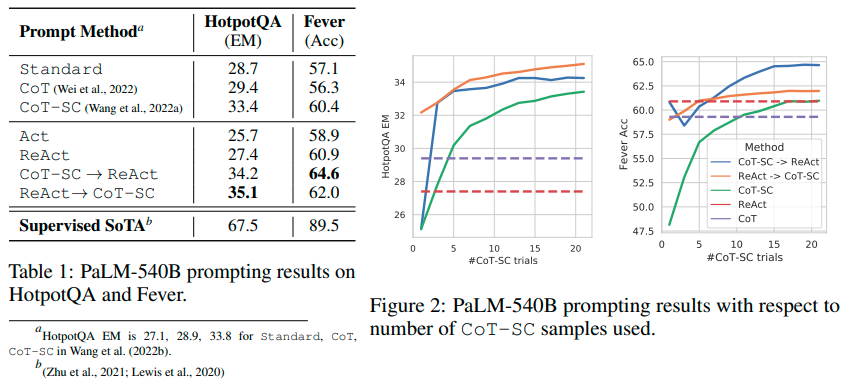 Prompt Method^a HotpotQA Fever
(EM) (Acc)
Standard 28.7 57.1
CoT (Wei et al., 2022) 29.4 56.3
CoT-SC (Wang et al., 2022a) 33.4 60.4
Act 25.7 58.9
ReAct 27.4 60.9
CoT-SC → ReAct 34.2 64.6
ReAct→ CoT-SC 35.1 62.0
Supervised SoTA^b 67.5 89.5
Table 1: PaLM-540B prompting results on
HotpotQA and Fever.
^aHotpotQA EM is 27.1, 28.9, 33.8 for Standard, CoT,
CoT-SC in Wang et al. (2022b).
^b(Zhu et al., 2021; Lewis et al., 2020)
HotpotQA EM
34
32
30
28
26
0 5 10 15 20
#CoT-SC trials
Fever Acc
65.0
62.5
60.0
57.5
55.0
52.5
50.0
47.5
0 5 10 15 20
#CoT-SC trials
Method
CoT-SC -> ReAct
ReAct -> CoT-SC
CoT-SC
ReAct
CoT
Figure 2: PaLM-540B prompting results with respect to
number of CoT-SC samples used.